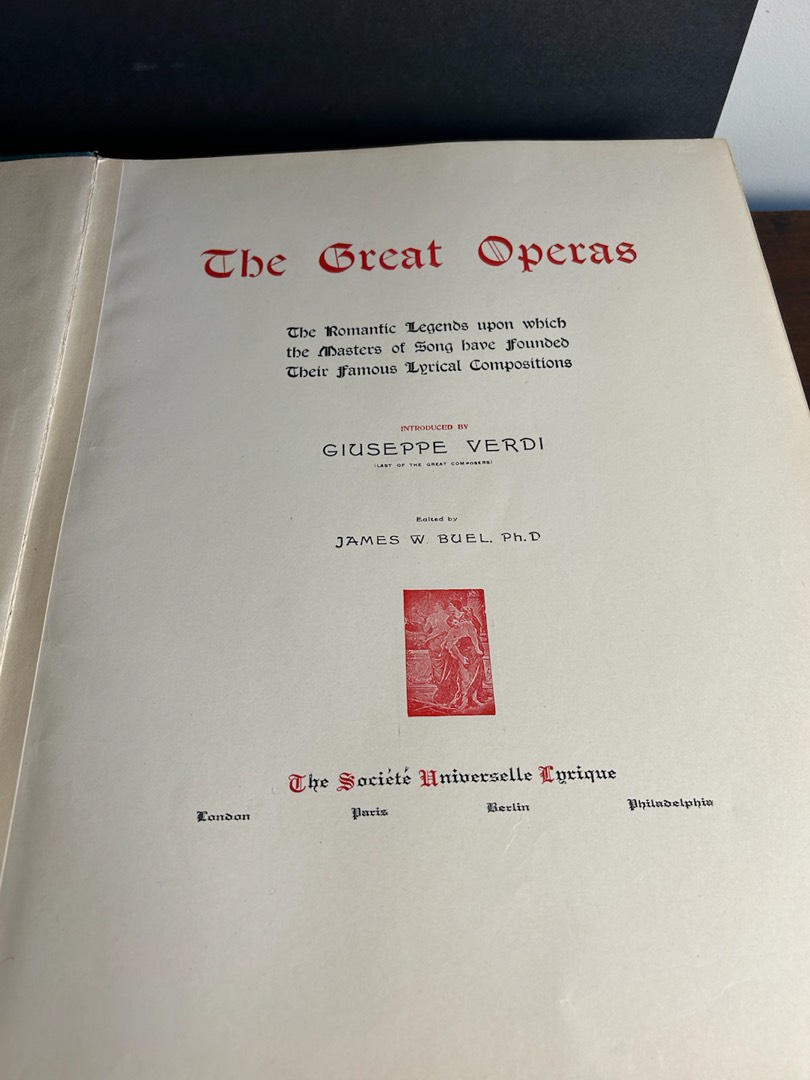 The Great Operas
The Romantic Legends upon which
the Masters of Song have Founded
Their Famous Lyrical Compositions
INTRODUCED BY
GIUSEPPE VERDI
(LAST OF THE GREAT COMPOSERS)
Edited by
JAMES W. BUEL, Ph.D
The Société Universelle Lyrique
London Paris Berlin Philadelphia